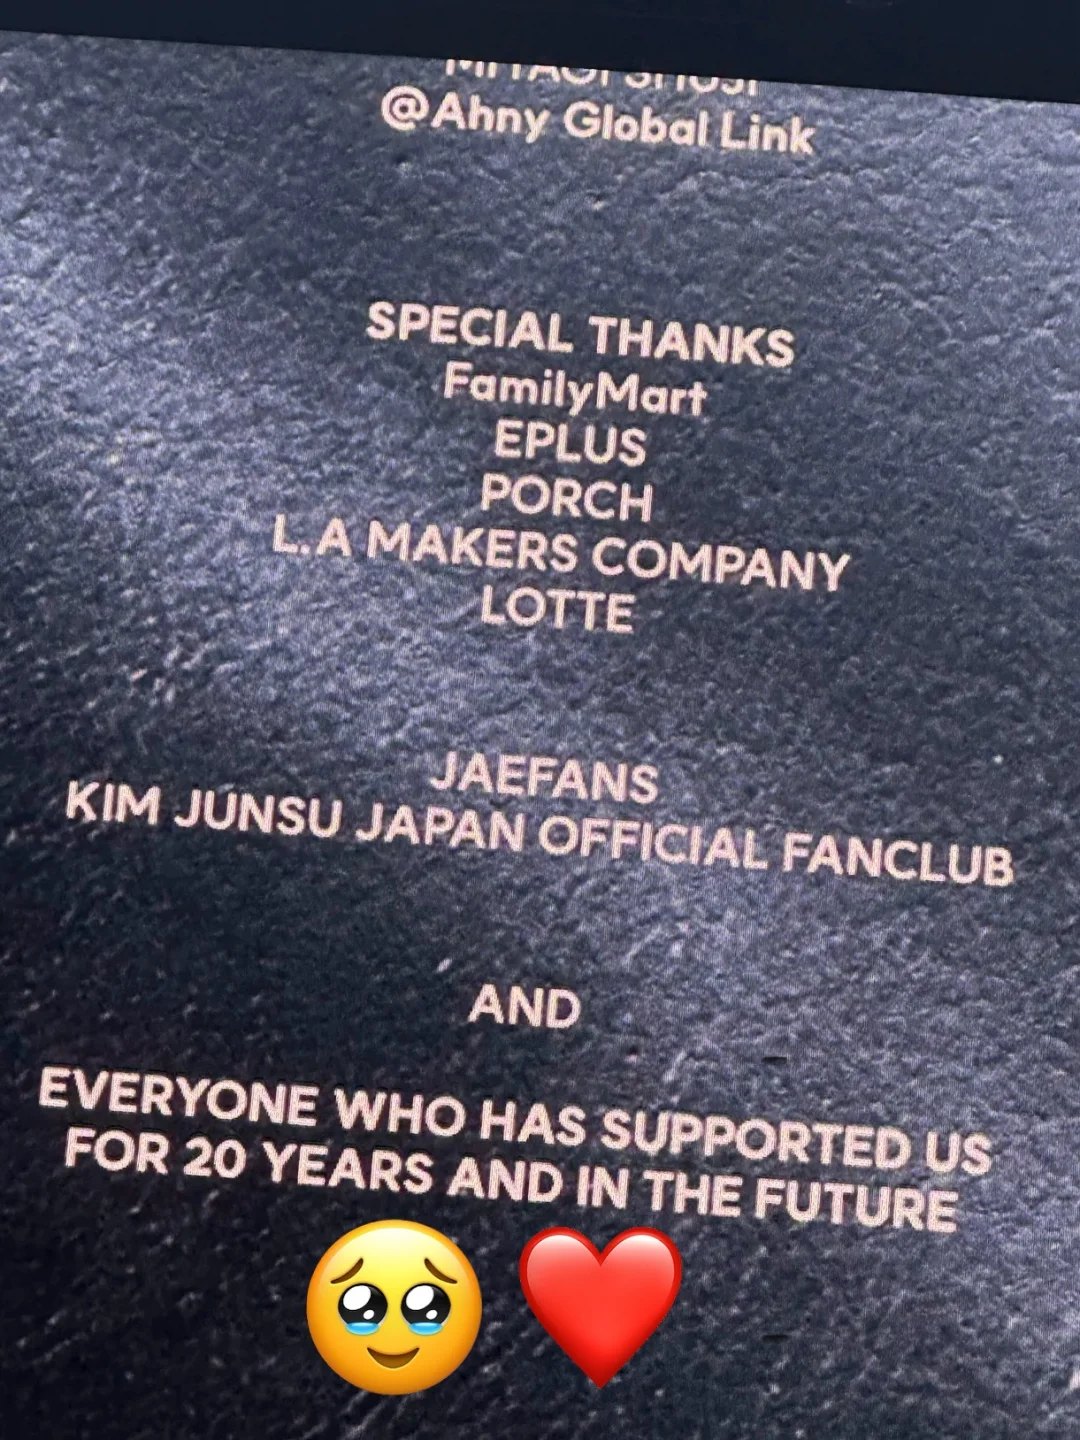 @Ahny Global Link
SPECIAL THANKS
FamilyMart
EPLUS
PORCH
L.A MAKERS COMPANY
LOTTE
JAEFANS
KIM JUNSU JAPAN OFFICIAL FANCLUB
AND
EVERYONE WHO HAS SUPPORTED US
FOR 20 YEARS AND IN THE FUTURE